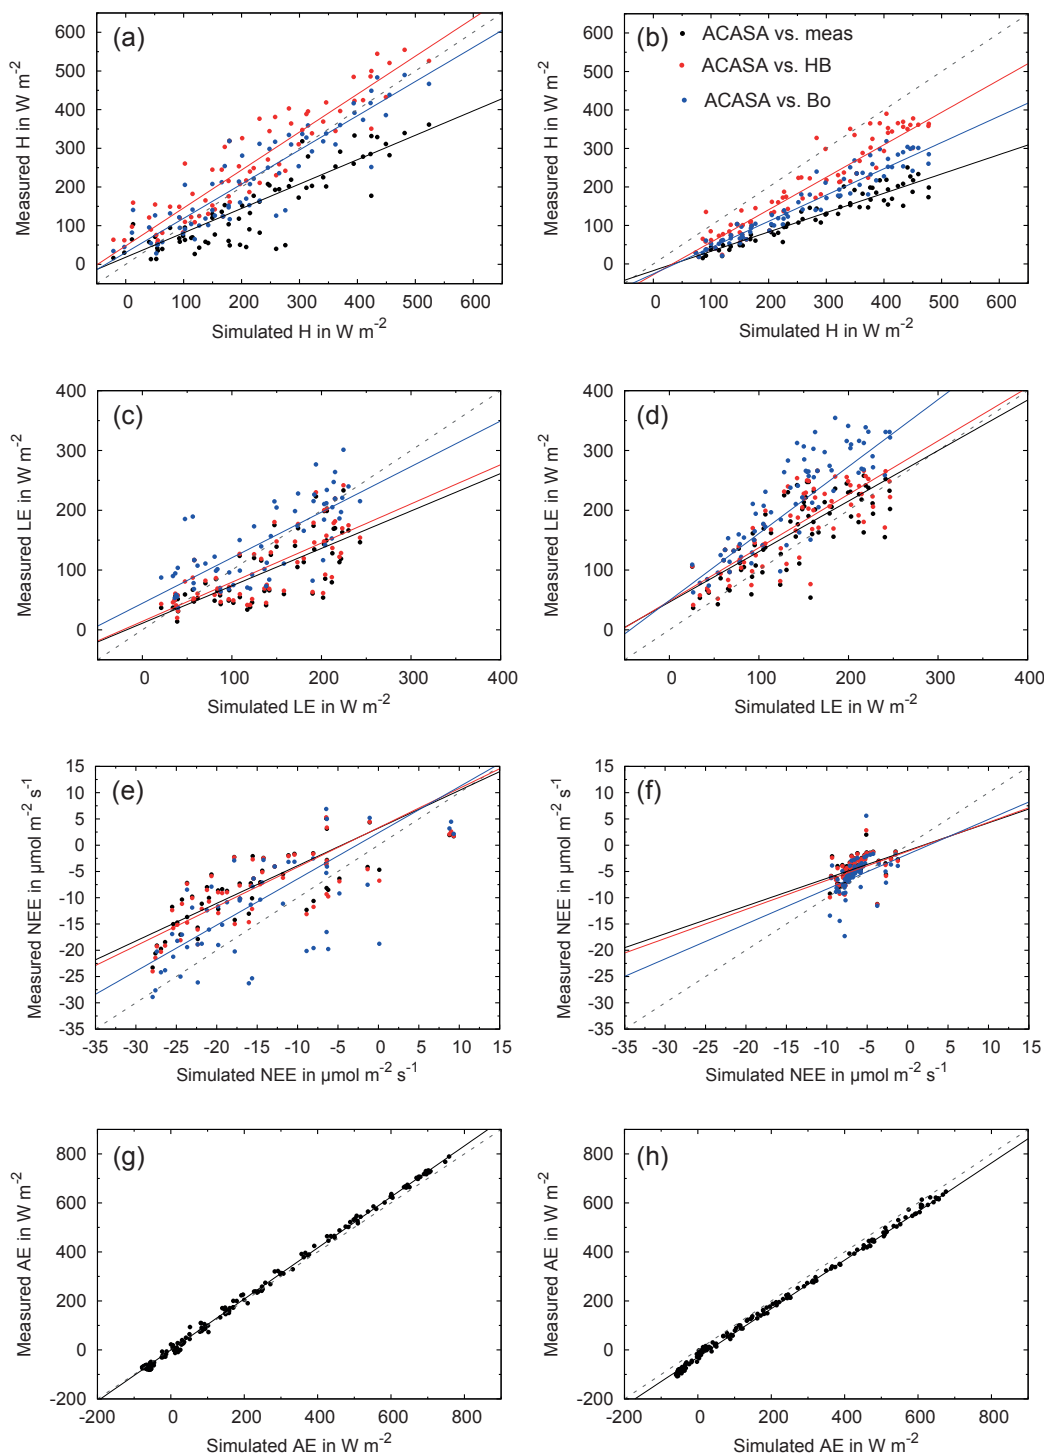 (a)
Measured H in W m-2
600
500
400
300
200
100
0
0 100 200 300 400 500 600
Simulated H in W m-2
(b)
ACASA vs. meas
ACASA vs. HB
ACASA vs. Bo
Measured H in W m-2
600
500
400
300
200
100
0
0 100 200 300 400 500 600
Simulated H in W m-2
(c)
Measured LE in W m-2
400
300
200
100
0
0 100 200 300 400
Simulated LE in W m-2
(d)
Measured LE in W m-2
400
300
200
100
0
0 100 200 300 400
Simulated LE in W m-2
(e)
Measured NEE in µmol m-2 s-1
15
10
5
0
-5
-10
-15
-20
-25
-30
-35
-35 -30 -25 -20 -15 -10 -5 0 5 10 15
Simulated NEE in µmol m-2 s-1
(f)
Measured NEE in µmol m-2 s-1
15
10
5
0
-5
-10
-15
-20
-25
-30
-35
-35 -30 -25 -20 -15 -10 -5 0 5 10 15
Simulated NEE in µmol m-2 s-1
(g)
Measured AE in W m-2
800
600
400
200
0
-200
-200 0 200 400 600 800
Simulated AE in W m-2
(h)
Measured AE in W m-2
800
600
400
200
0
-200
-200 0 200 400 600 800
Simulated AE in W m-2